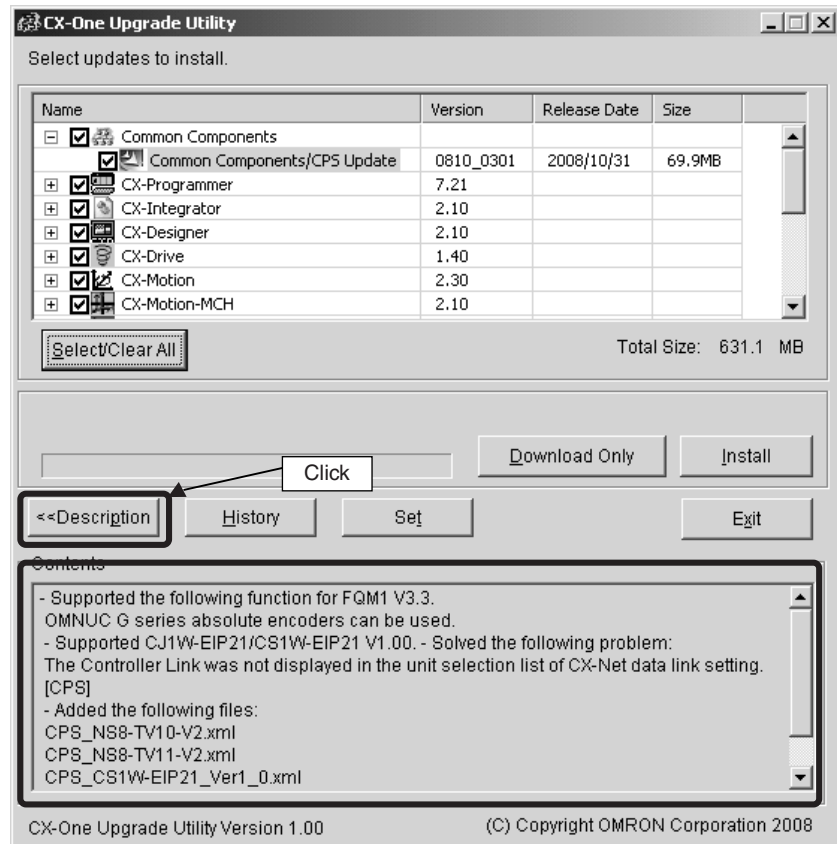 CX-One Upgrade Utility
Select updates to install.
Name Version Release Date Size
Common Components
Common Components/CPS Update 0810_0301 2008/10/31 69.9MB
CX-Programmer 7.21
CX-Integrator 2.10
CX-Designer 2.10
CX-Drive 1.40
CX-Motion 2.30
CX-Motion-MCH 2.10
Select/Clear All Total Size: 631.1 MB
Download Only Install
Click
<<Description History Set Exit
Contents
- Supported the following function for FQM1 V3.3.
OMNUC G series absolute encoders can be used.
- Supported CJ1W-EIP21/CS1W-EIP21 V1.00. - Solved the following problem:
The Controller Link was not displayed in the unit selection list of CX-Net data link setting.
[CPS]
- Added the following files:
CPS_NS8-TV10-V2.xml
CPS_NS8-TV11-V2.xml
CPS_CS1W-EIP21_Ver1_0.xml
CX-One Upgrade Utility Version 1.00 (C) Copyright OMRON Corporation 2008